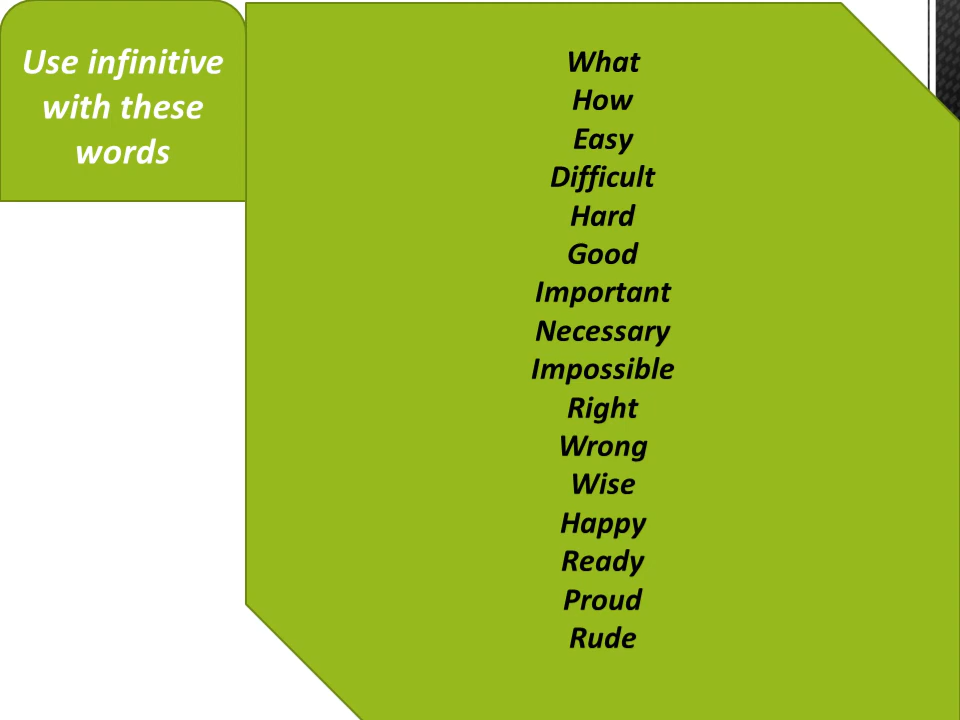 Use infinitive
with these
words
What
How
Easy
Difficult
Hard
Good
Important
Necessary
Impossible
Right
Wrong
Wise
Happy
Ready
Proud
Rude